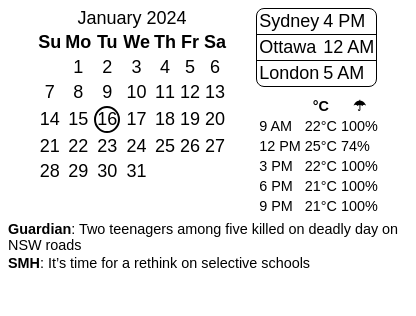 January 2024
Su Mo Tu We Th Fr Sa
1 2 3 4 5 6
7 8 9 10 11 12 13
14 15 16 17 18 19 20
21 22 23 24 25 26 27
28 29 30 31
Sydney 4 PM
Ottawa 12 AM
London 5 AM
°C ☂
9 AM 22°C 100%
12 PM 25°C 74%
3 PM 22°C 100%
6 PM 21°C 100%
9 PM 21°C 100%
Guardian: Two teenagers among five killed on deadly day on
NSW roads
SMH: It’s time for a rethink on selective schools